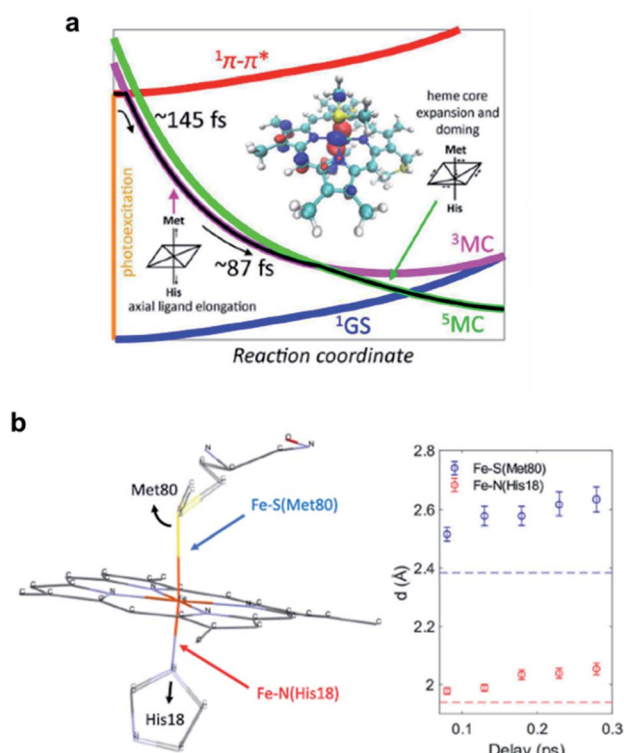 a
¹π-π*
~145 fs
heme core
expansion and
doming
Met
His
photoexcitation
Met
His
axial ligand elongation
~87 fs
³MC
¹GS
⁵MC
Reaction coordinate
b
Met80
Fe-S(Met80)
Fe-N(His18)
His18
2.8
2.6
2.4
2.2
2
d (Å)
Fe-S(Met80)
Fe-N(His18)
0.1
0.2
0.3
Delay (ns)